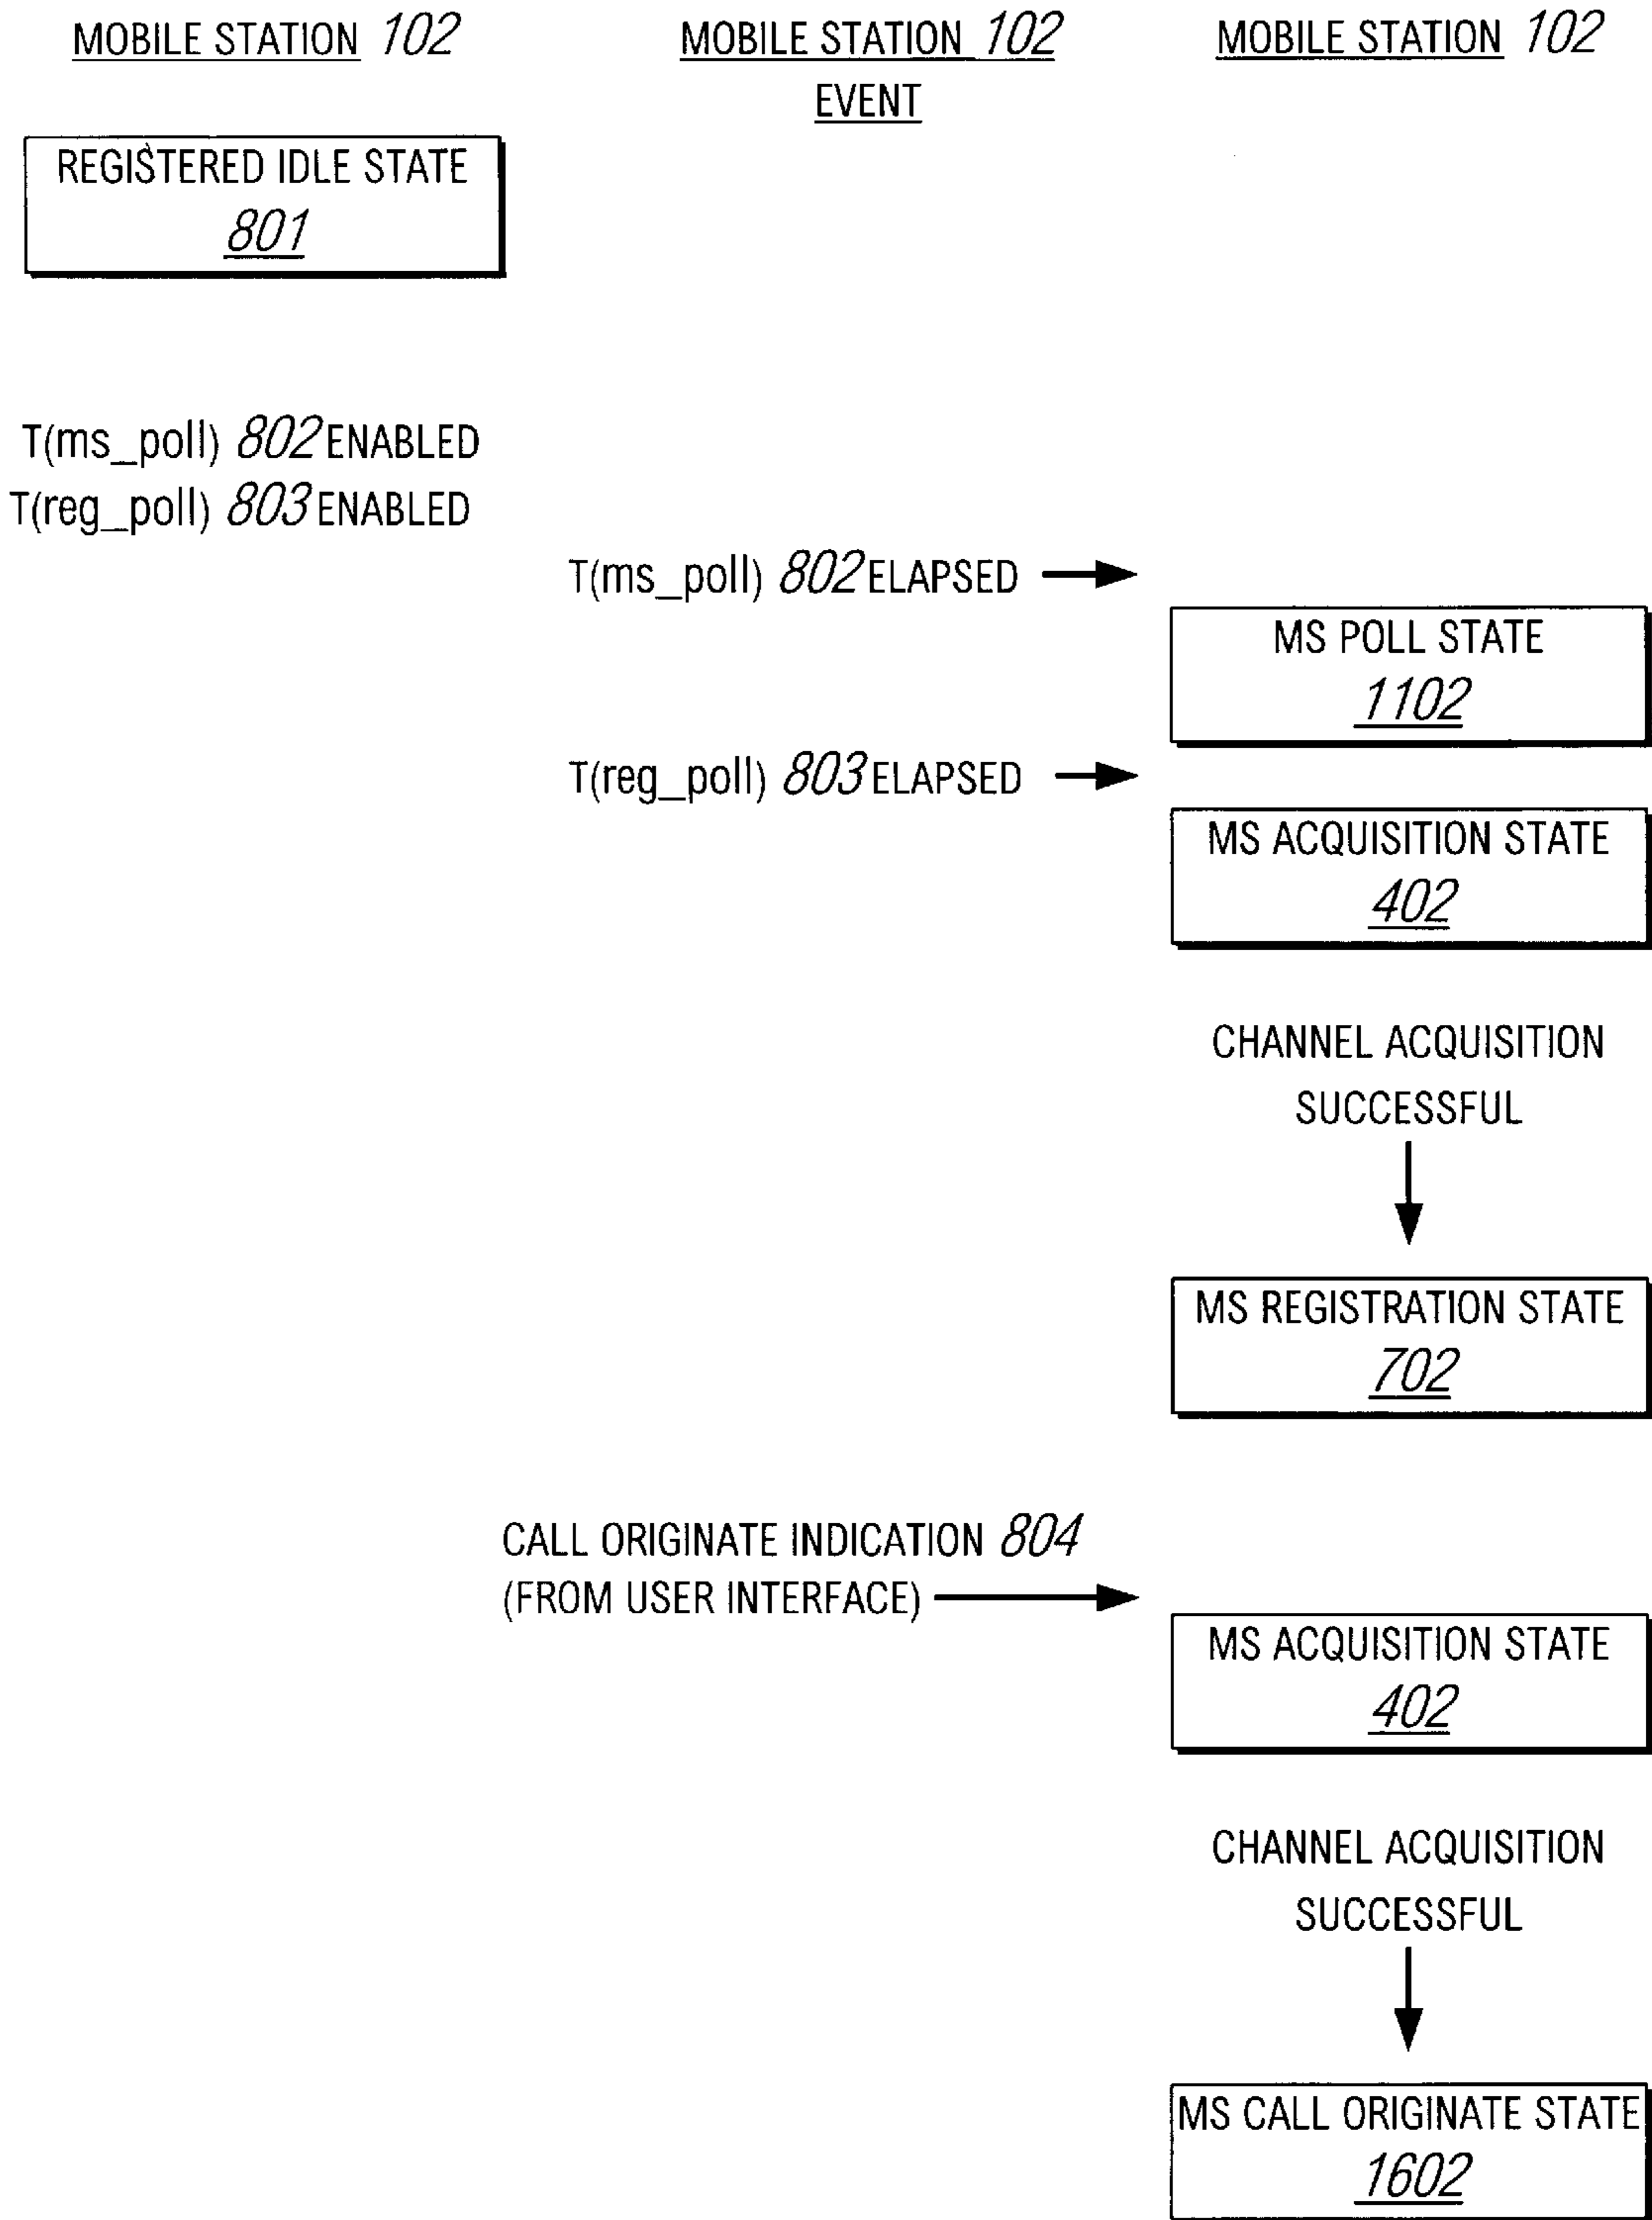 MOBILE STATION 102
MOBILE STATION 102
EVENT
MOBILE STATION 102
REGISTERED IDLE STATE
801
T(ms_poll) 802 ENABLED
T(reg_poll) 803 ENABLED
T(ms_poll) 802 ELAPSED
MS POLL STATE
1102
T(reg_poll) 803 ELAPSED
MS ACQUISITION STATE
402
CHANNEL ACQUISITION
SUCCESSFUL
MS REGISTRATION STATE
702
CALL ORIGINATE INDICATION 804
(FROM USER INTERFACE)
MS ACQUISITION STATE
402
CHANNEL ACQUISITION
SUCCESSFUL
MS CALL ORIGINATE STATE
1602